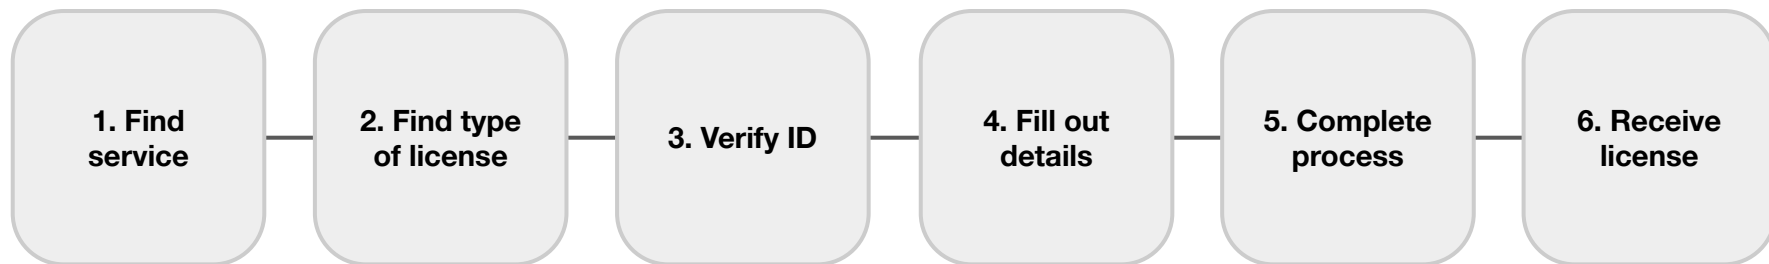 1. Find
service
2. Find type
of license
3. Verify ID
4. Fill out
details
5. Complete
process
6. Receive
license